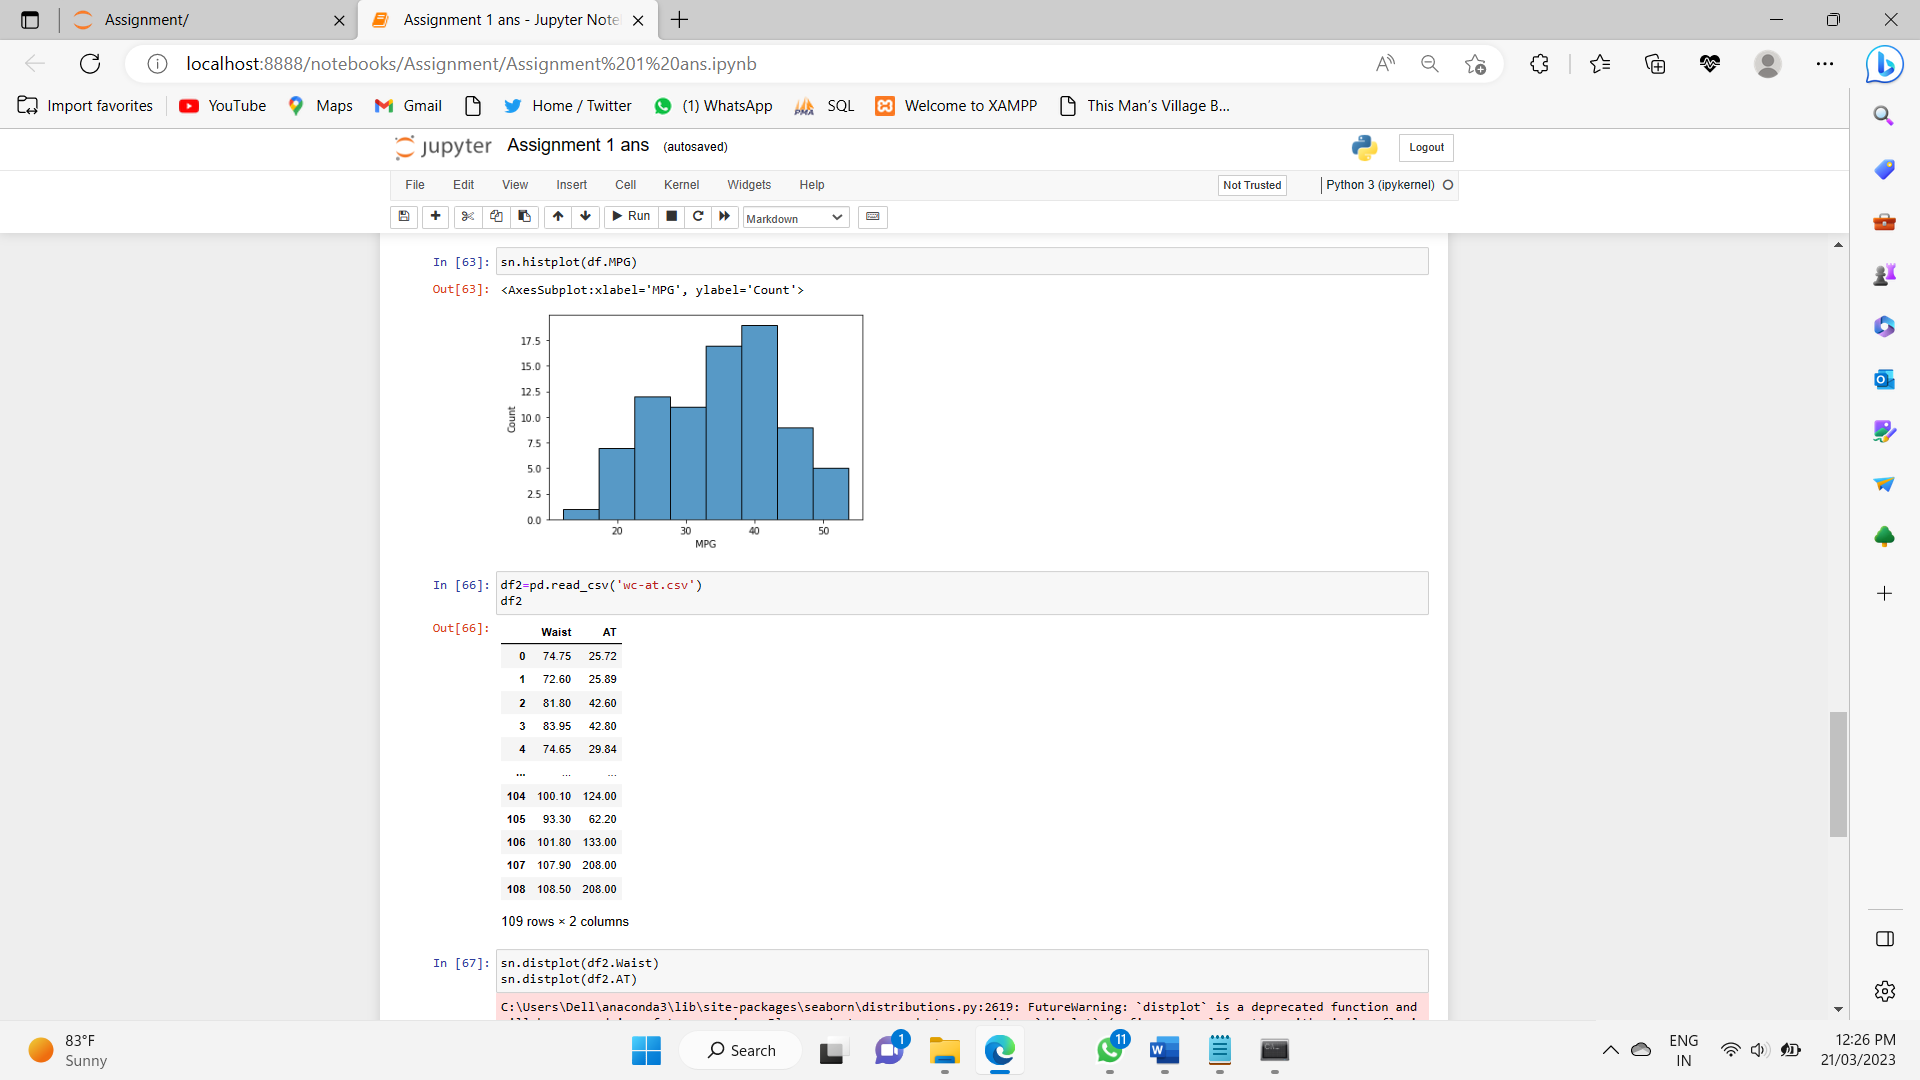 Assignment/
Assignment 1 ans - Jupyter Note
localhost:8888/notebooks/Assignment/Assignment%201%20ans.ipynb
Import favorites
YouTube
Maps
Gmail
Home / Twitter
(1) WhatsApp
SQL
Welcome to XAMPP
This Man's Village B...
jupyter Assignment 1 ans (autosaved)
Logout
File Edit View Insert Cell Kernel Widgets Help
Not Trusted
Python 3 (ipykernel)
Run
Markdown
In [63]: sn.histplot(df.MPG)
Out[63]: <AxesSubplot:xlabel='MPG', ylabel='Count'>
17.5
15.0
12.5
10.0
7.5
5.0
2.5
0.0
Count
20 30 40 50
MPG
In [66]: df2=pd.read_csv('wc-at.csv')
df2
Out[66]:
Waist AT
0 74.75 25.72
1 72.60 25.89
2 81.80 42.60
3 83.95 42.80
4 74.65 29.84
... ... ...
104 100.10 124.00
105 93.30 62.20
106 101.80 133.00
107 107.90 208.00
108 108.50 208.00
109 rows × 2 columns
In [67]: sn.distplot(df2.Waist)
sn.distplot(df2.AT)
C:\Users\Dell\anaconda3\lib\site-packages\seaborn\distributions.py:2619: FutureWarning: `distplot` is a deprecated function and
83°F
Sunny
Search
1
11
ENG
IN
12:26 PM
21/03/2023